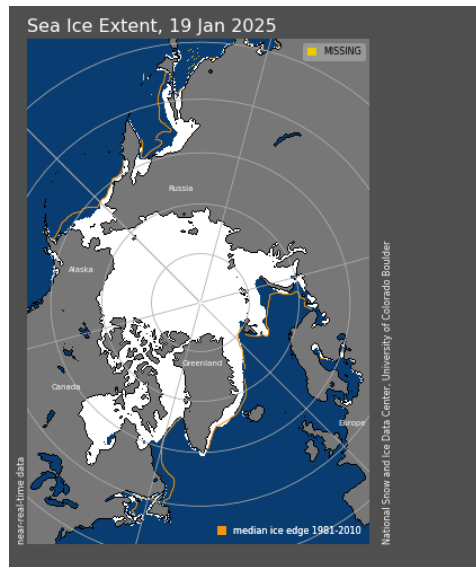 Sea Ice Extent, 19 Jan 2025
MISSING
Russia
Alaska
Greenland
Canada
Europe
near-real-time data
median ice edge 1981-2010
National Snow and Ice Data Center, University of Colorado Boulder